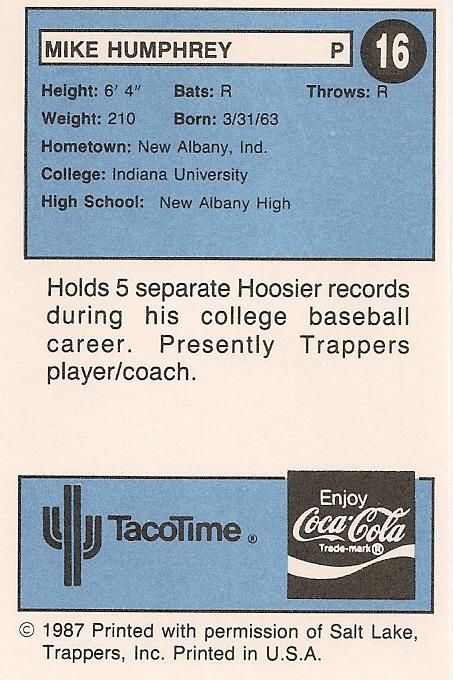 MIKE HUMPHREY P 16
Height: 6' 4" Bats: R Throws: R
Weight: 210 Born: 3/31/63
Hometown: New Albany, Ind.
College: Indiana University
High School: New Albany High
Holds 5 separate Hoosier records
during his college baseball
career. Presently Trappers
player/coach.
TacoTime ®
Enjoy
Coca-Cola
Trade-mark ®
© 1987 Printed with permission of Salt Lake,
Trappers, Inc. Printed in U.S.A.